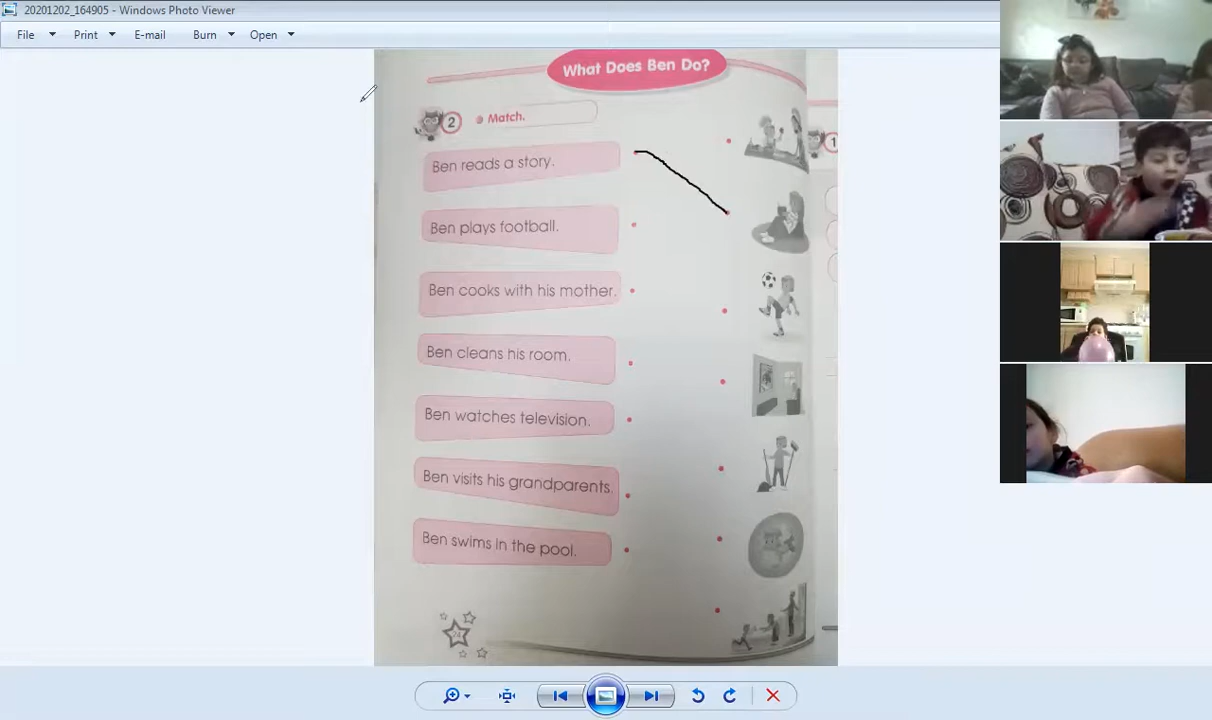 20201202_164905 - Windows Photo Viewer
File Print E-mail Burn Open
What Does Ben Do?
2 Match.
1
Ben reads a story.
Ben plays football.
Ben cooks with his mother.
Ben cleans his room.
Ben watches television.
Ben visits his grandparents.
Ben swims in the pool.
24